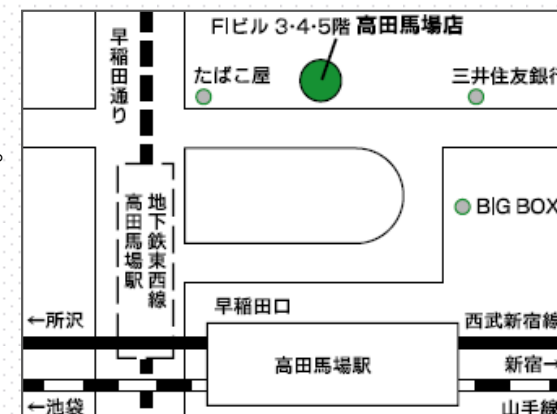 FIビル 3・4・5階 高田馬場店
早稲田通り
たばこ屋
三井住友銀行
地下鉄東西線
高田馬場駅
BIG BOX
早稲田口
←所沢
西武新宿線
高田馬場駅
新宿→
←池袋
山手線